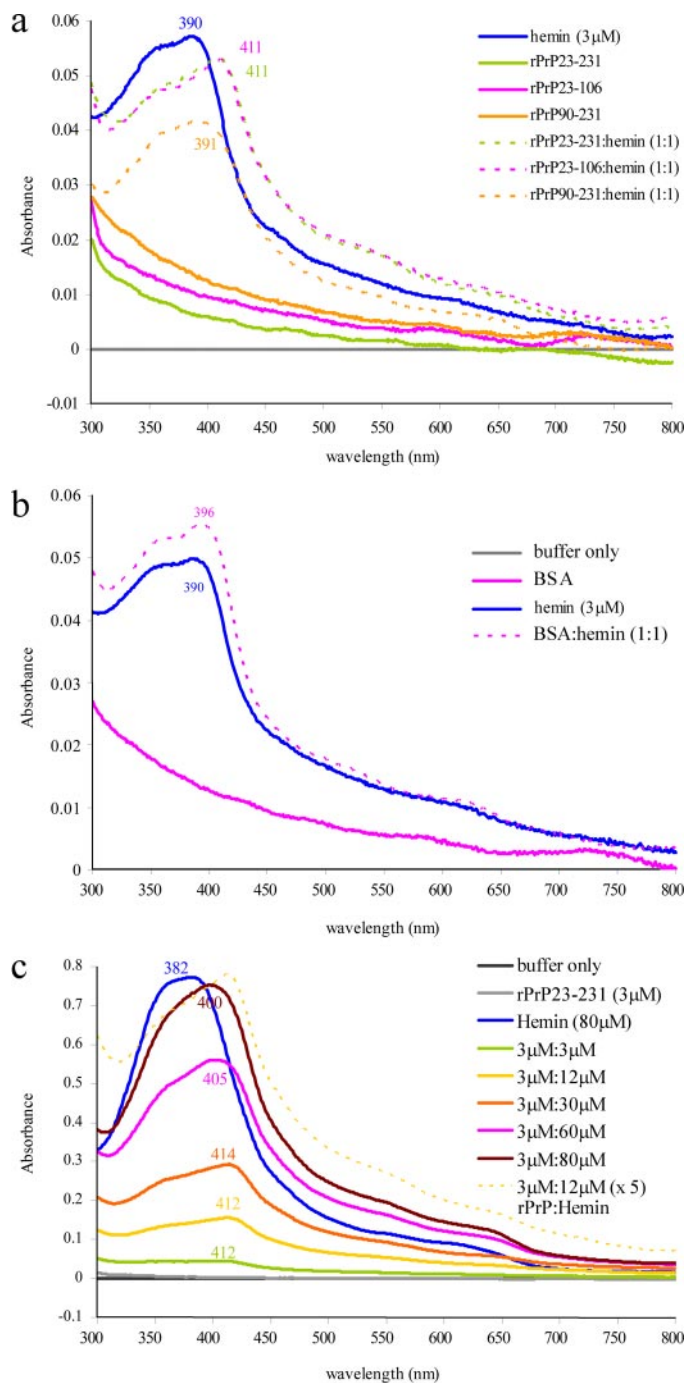 a
0.06
0.05
0.04
0.03
0.02
0.01
0
-0.01
Absorbance
390
411
411
391
hemin (3μM)
rPrP23-231
rPrP23-106
rPrP90-231
rPrP23-231:hemin (1:1)
rPrP23-106:hemin (1:1)
rPrP90-231:hemin (1:1)
300 350 400 450 500 550 600 650 700 750 800
wavelength (nm)
b
0.06
0.05
0.04
0.03
0.02
0.01
0
Absorbance
396
390
buffer only
BSA
hemin (3μM)
BSA:hemin (1:1)
300 350 400 450 500 550 600 650 700 750 800
wavelength (nm)
c
0.8
0.7
0.6
0.5
0.4
0.3
0.2
0.1
0
-0.1
Absorbance
382
400
405
414
412
412
buffer only
rPrP23-231 (3μM)
Hemin (80μM)
3μM:3μM
3μM:12μM
3μM:30μM
3μM:60μM
3μM:80μM
3μM:12μM (x 5)
rPrP:Hemin
300 350 400 450 500 550 600 650 700 750 800
wavelength (nm)